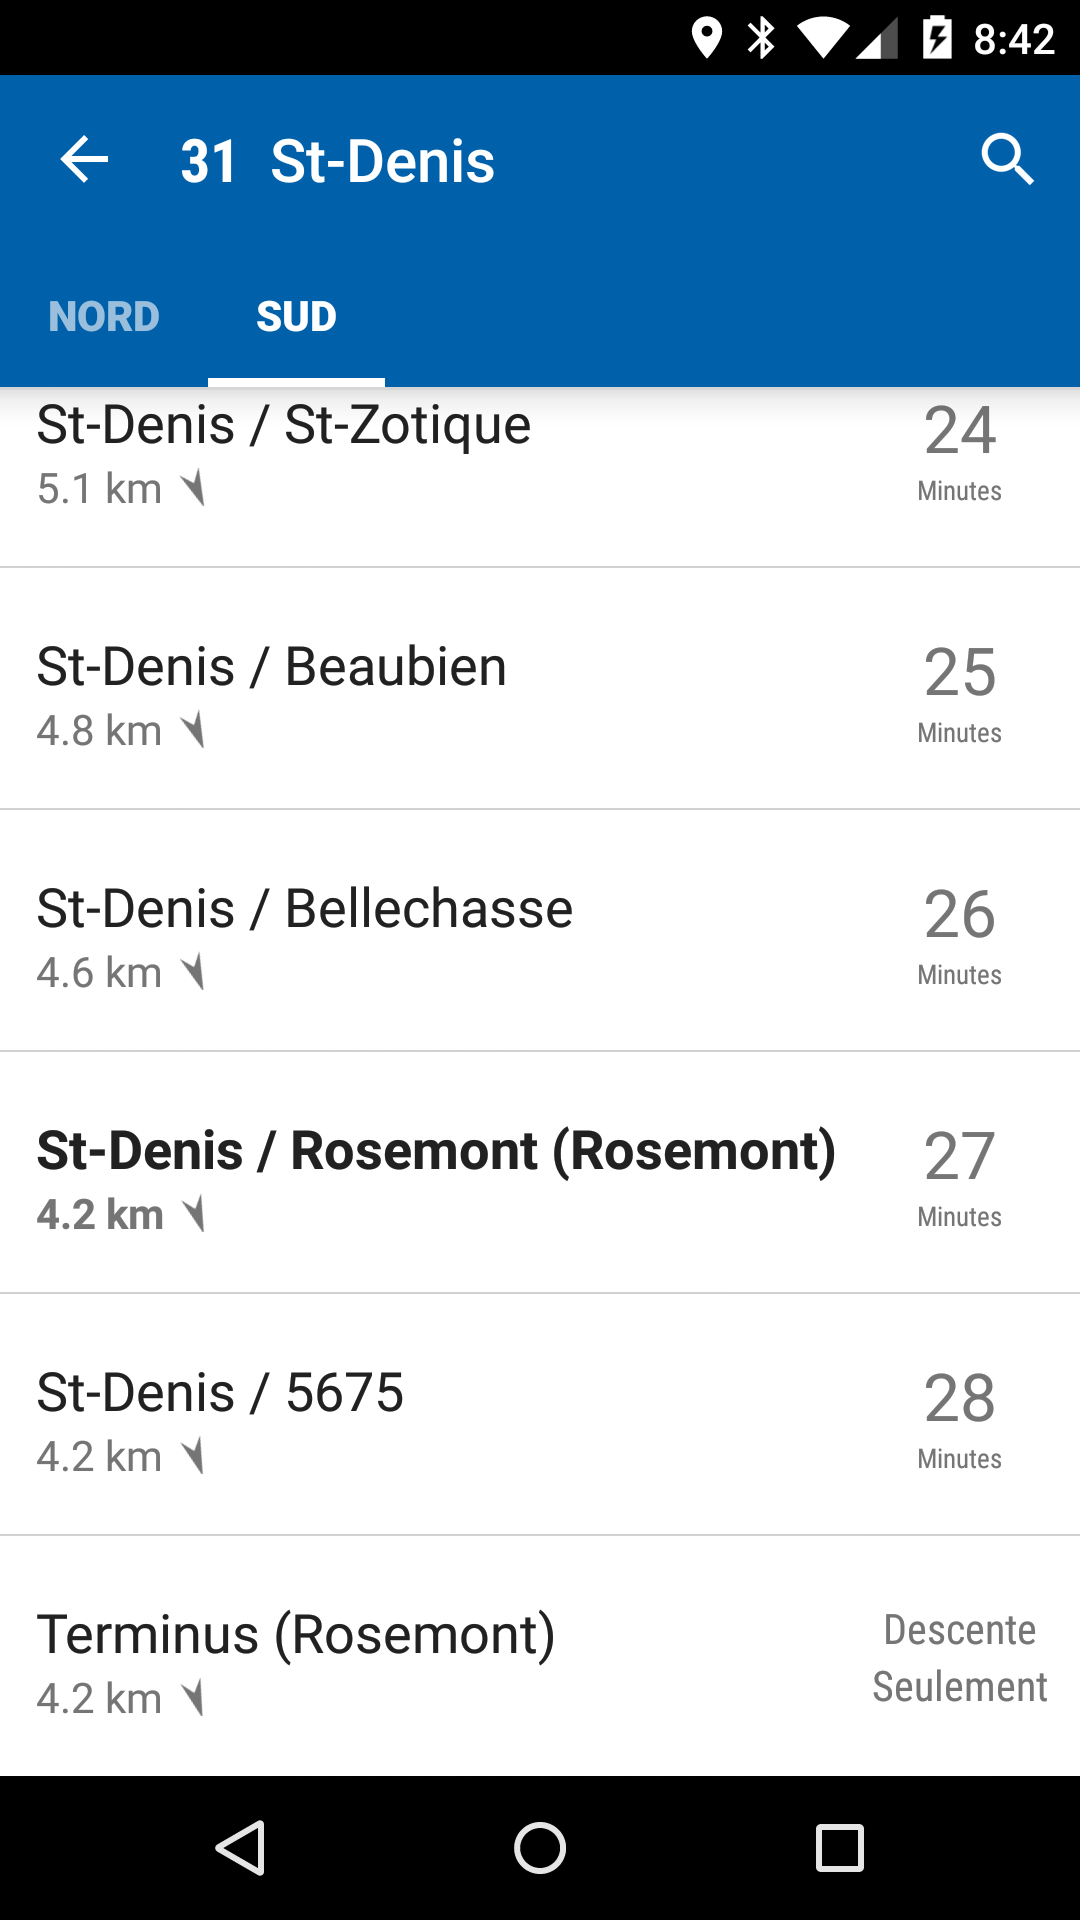 8:42
31 St-Denis
NORD SUD
St-Denis / St-Zotique
24
5.1 km
Minutes
St-Denis / Beaubien
25
4.8 km
Minutes
St-Denis / Bellechasse
26
4.6 km
Minutes
St-Denis / Rosemont (Rosemont)
27
4.2 km
Minutes
St-Denis / 5675
28
4.2 km
Minutes
Terminus (Rosemont)
Descente
4.2 km
Seulement